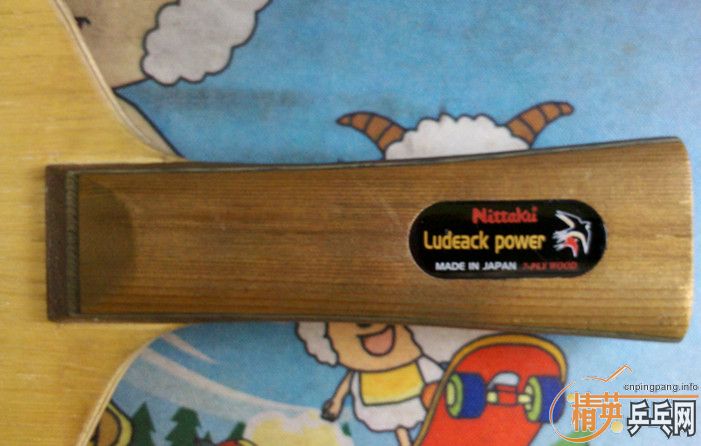 Nittaku
Ludeack power
MADE IN JAPAN 7-PLY WOOD
cnpingpang.info
精英乒乓网